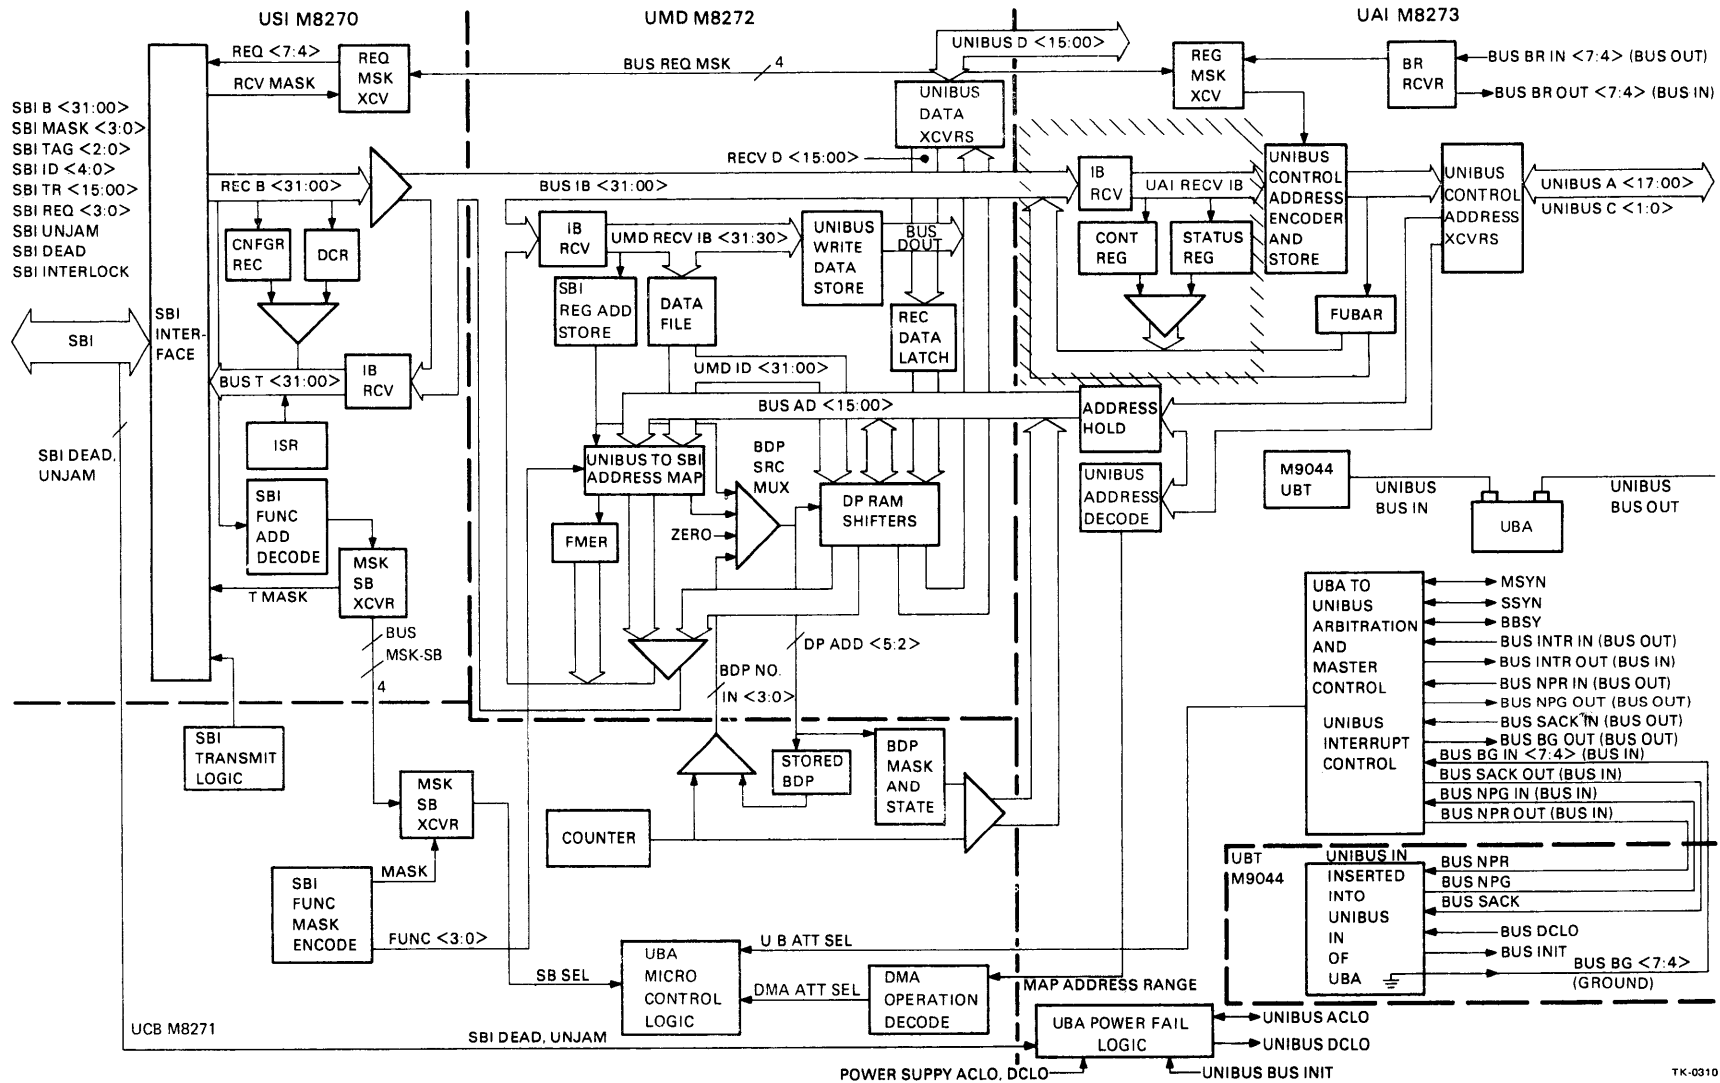 USI M8270
UMD M8272
UAI M8273
REQ <7:4>
RCV MASK
REQ
MSK
XCV
BUS REQ MSK
4
UNIBUS D <15:00>
REG
MSK
XCV
BR
RCVR
BUS BR IN <7:4> (BUS OUT)
BUS BR OUT <7:4> (BUS IN)
SBI B <31:00>
SBI MASK <3:0>
SBI TAG <2:0>
SBI ID <4:0>
SBI TR <15:00>
SBI REQ <3:0>
SBI UNJAM
SBI DEAD
SBI INTERLOCK
SBI
SBI
INTER-
FACE
UNIBUS
DATA
XCVRS
RECV D <15:00>
REC B <31:00>
BUS IB <31:00>
IB
RCV
UAI RECV IB
UNIBUS
CONTROL
ADDRESS
ENCODER
AND
STORE
UNIBUS
CONTROL
ADDRESS
XCVRS
UNIBUS A <17:00>
UNIBUS C <1:0>
CNFGR
REC
DCR
IB
RCV
UMD RECV IB <31:30>
UNIBUS
WRITE
DATA
STORE
BUS
DOUT
CONT
REG
STATUS
REG
SBI
REG ADD
STORE
DATA
FILE
REC
DATA
LATCH
FUBAR
BUS T <31:00>
IB
RCV
UMD ID <31:00>
BUS AD <15:00>
ADDRESS
HOLD
ISR
SBI DEAD,
UNJAM
UNIBUS TO SBI
ADDRESS MAP
BDP
SRC
MUX
DP RAM
SHIFTERS
UNIBUS
ADDRESS
DECODE
M9044
UBT
UNIBUS
BUS IN
UBA
UNIBUS
BUS OUT
SBI
FUNC
ADD
DECODE
FMER
ZERO
MSK
SB
XCVR
T MASK
BUS
MSK-SB
4
DP ADD <5:2>
BDP NO.
IN <3:0>
UBA TO
UNIBUS
ARBITRATION
AND
MASTER
CONTROL
UNIBUS
INTERRUPT
CONTROL
MSYN
SSYN
BBSY
BUS INTR IN (BUS OUT)
BUS INTR OUT (BUS IN)
BUS NPR IN (BUS OUT)
BUS NPG OUT (BUS OUT)
BUS SACK IN (BUS OUT)
BUS BG OUT (BUS OUT)
BUS BG IN <7:4> (BUS IN)
BUS SACK OUT (BUS IN)
BUS NPG IN (BUS IN)
BUS NPR OUT (BUS IN)
SBI
TRANSMIT
LOGIC
MSK
SB
XCVR
STORED
BDP
BDP
MASK
AND
STATE
COUNTER
UBT
M9044
UNIBUS IN
INSERTED
INTO
UNIBUS
IN
OF
UBA
BUS NPR
BUS NPG
BUS SACK
BUS DCLO
BUS INIT
BUS BG <7:4>
(GROUND)
SBI
FUNC
MASK
ENCODE
MASK
FUNC <3:0>
SB SEL
UBA
MICRO
CONTROL
LOGIC
U B ATT SEL
DMA ATT SEL
DMA
OPERATION
DECODE
MAP ADDRESS RANGE
UCB M8271
SBI DEAD, UNJAM
UBA POWER FAIL
LOGIC
UNIBUS ACLO
UNIBUS DCLO
POWER SUPPLY ACLO, DCLO
UNIBUS BUS INIT
TK-0310